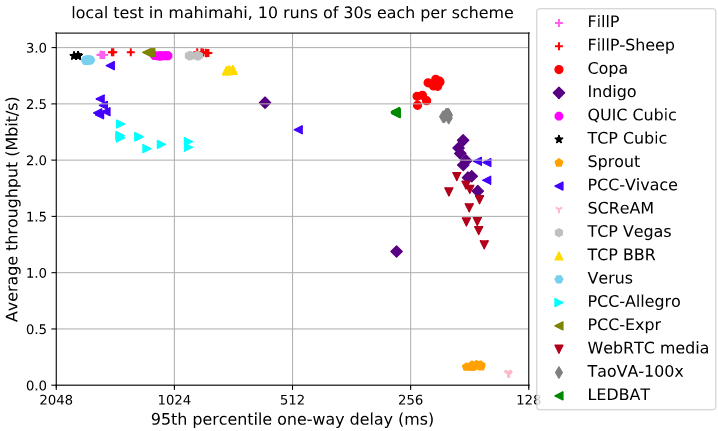 local test in mahimahi, 10 runs of 30s each per scheme
3.0
2.5
2.0
1.5
1.0
0.5
0.0
Average throughput (Mbit/s)
2048
1024
512
256
128
95th percentile one-way delay (ms)
FillP
FillP-Sheep
Copa
Indigo
QUIC Cubic
TCP Cubic
Sprout
PCC-Vivace
SCReAM
TCP Vegas
TCP BBR
Verus
PCC-Allegro
PCC-Expr
WebRTC media
TaoVA-100x
LEDBAT